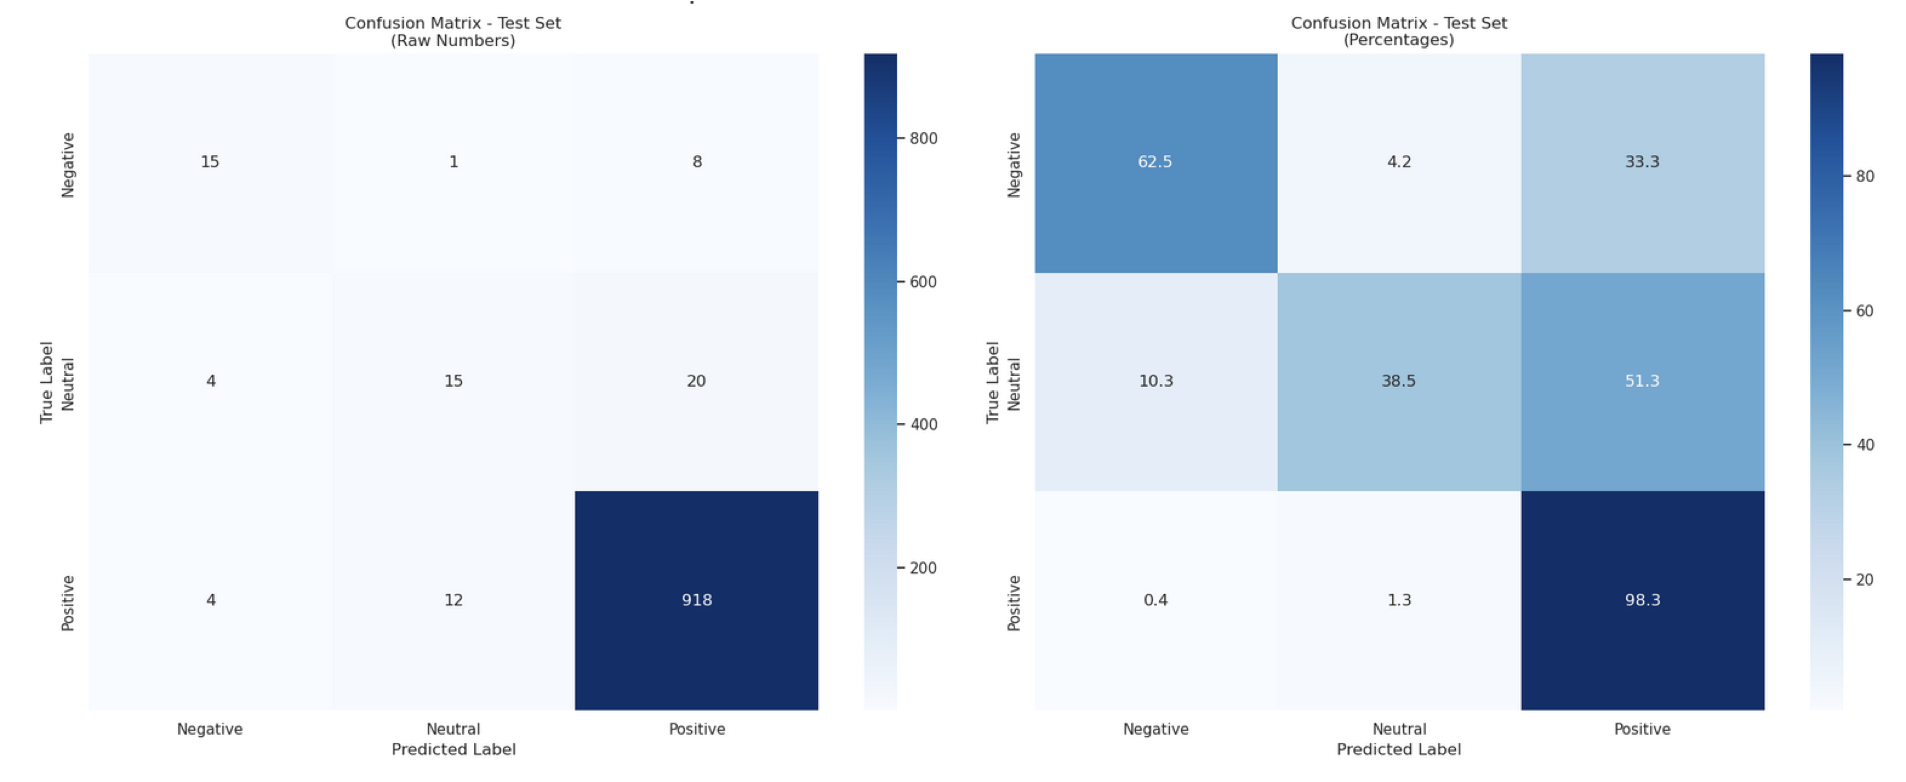 Confusion Matrix - Test Set
(Raw Numbers)
True Label
Negative
Neutral
Positive
15 1 8
4 15 20
4 12 918
Negative Neutral Positive
Predicted Label
800
600
400
200
Confusion Matrix - Test Set
(Percentages)
True Label
Negative
Neutral
Positive
62.5 4.2 33.3
10.3 38.5 51.3
0.4 1.3 98.3
Negative Neutral Positive
Predicted Label
80
60
40
20